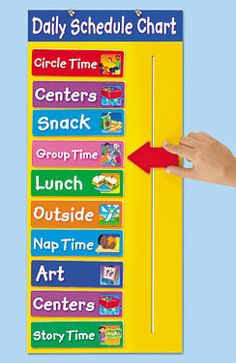 Daily Schedule Chart
Circle Time
Centers
Snack
Group Time
Lunch
Outside
Nap Time
Art
Centers
Story Time